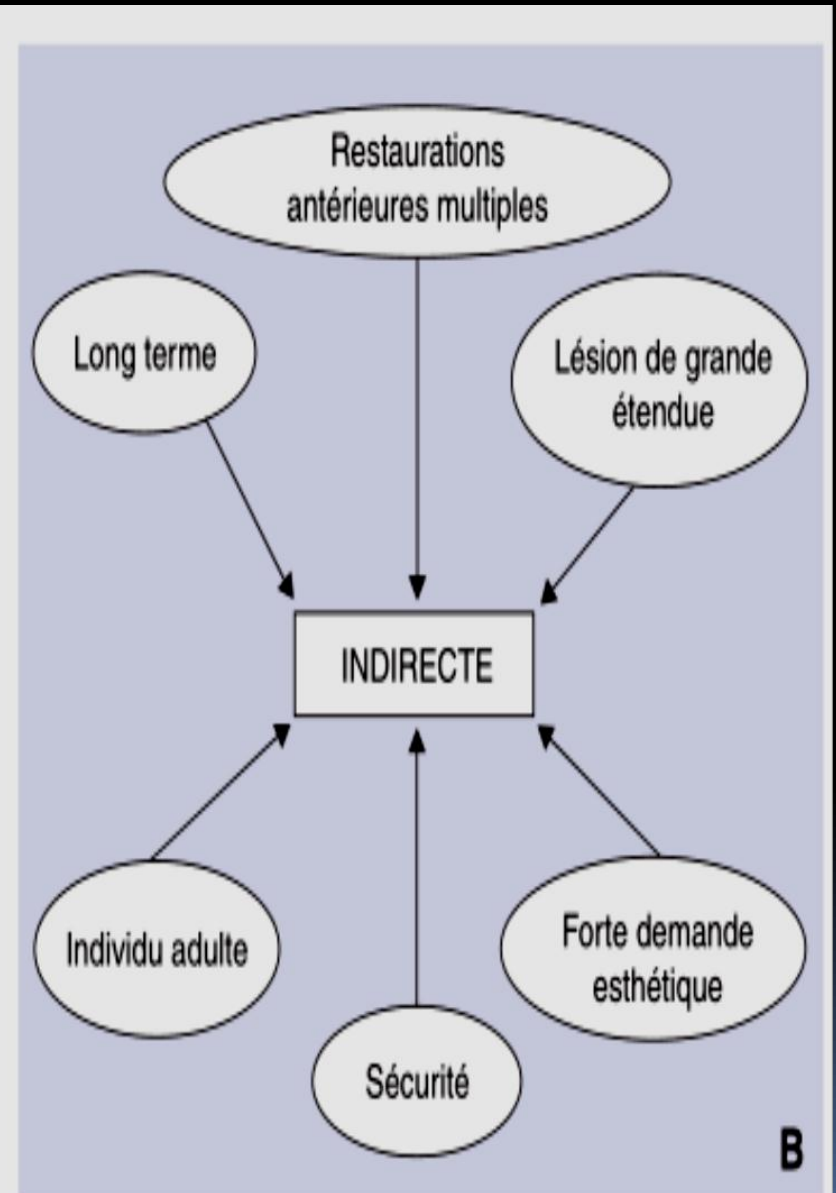 Restaurations
antérieures multiples
Long terme
Lésion de grande
étendue
INDIRECTE
Individu adulte
Forte demande
esthétique
Sécurité
B